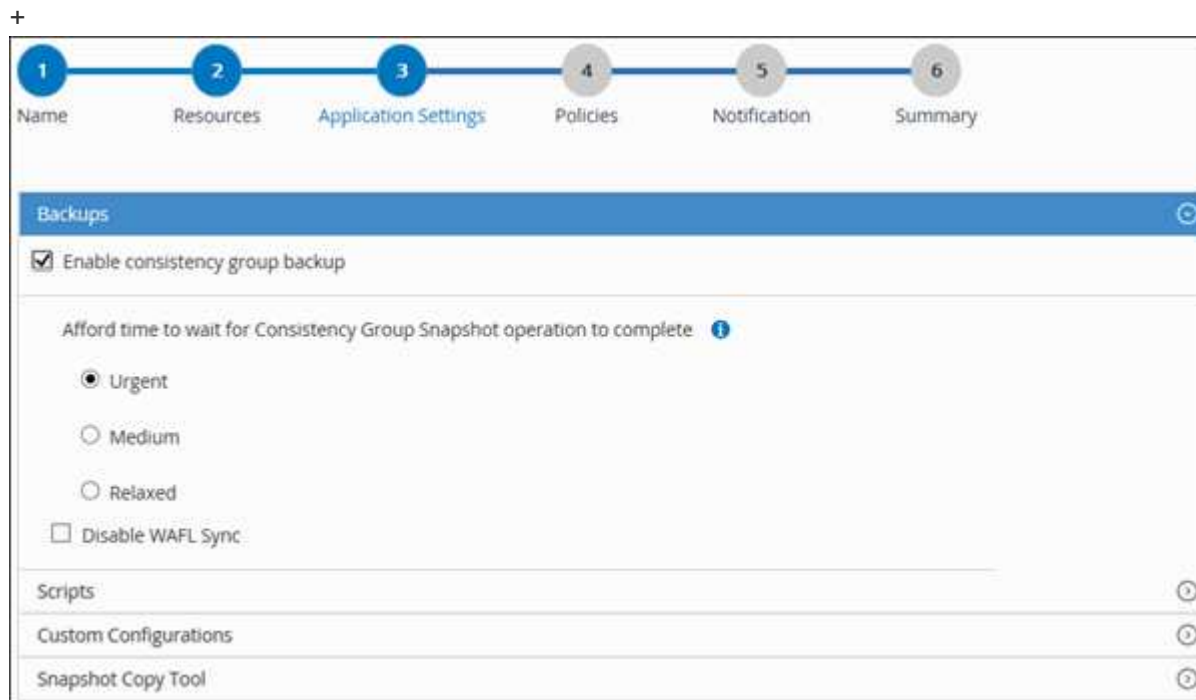 +
1 2 3 4 5 6
Name Resources Application Settings Policies Notification Summary
Backups
Enable consistency group backup
Afford time to wait for Consistency Group Snapshot operation to complete i
Urgent
Medium
Relaxed
Disable WAFL Sync
Scripts
Custom Configurations
Snapshot Copy Tool